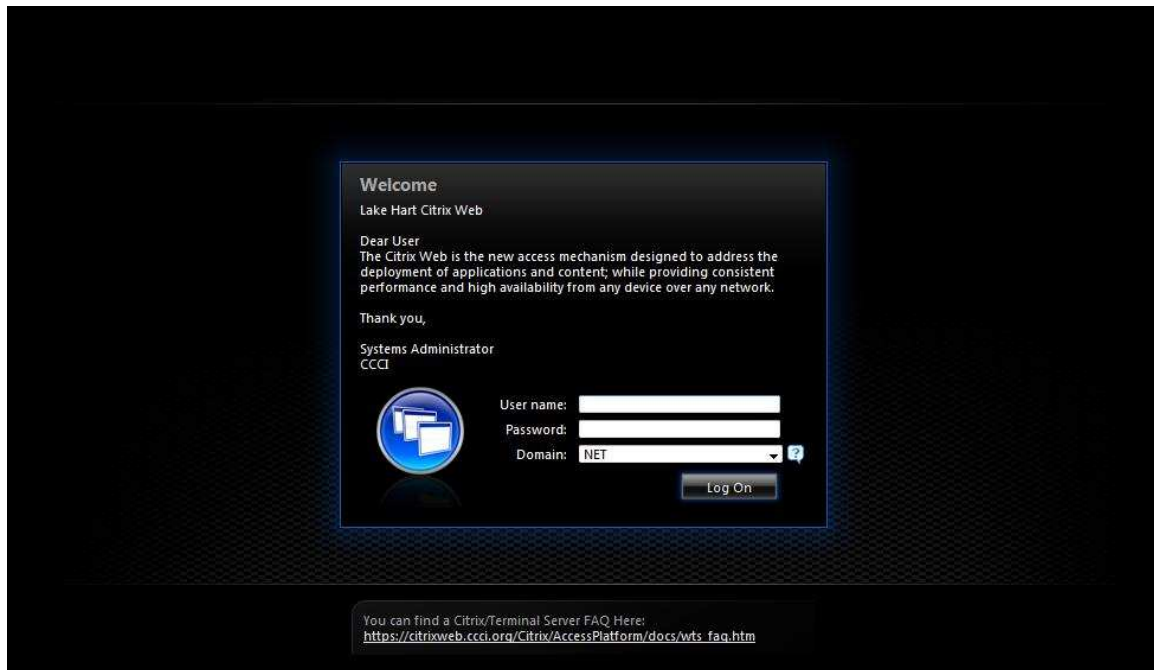 Welcome
Lake Hart Citrix Web
Dear User
The Citrix Web is the new access mechanism designed to address the
deployment of applications and content; while providing consistent
performance and high availability from any device over any network.
Thank you,
Systems Administrator
CCCI
User name:
Password:
Domain: NET ?
Log On
You can find a Citrix/Terminal Server FAQ Here:
https://citrixweb.ccci.org/Citrix/AccessPlatform/docs/wts_faq.htm